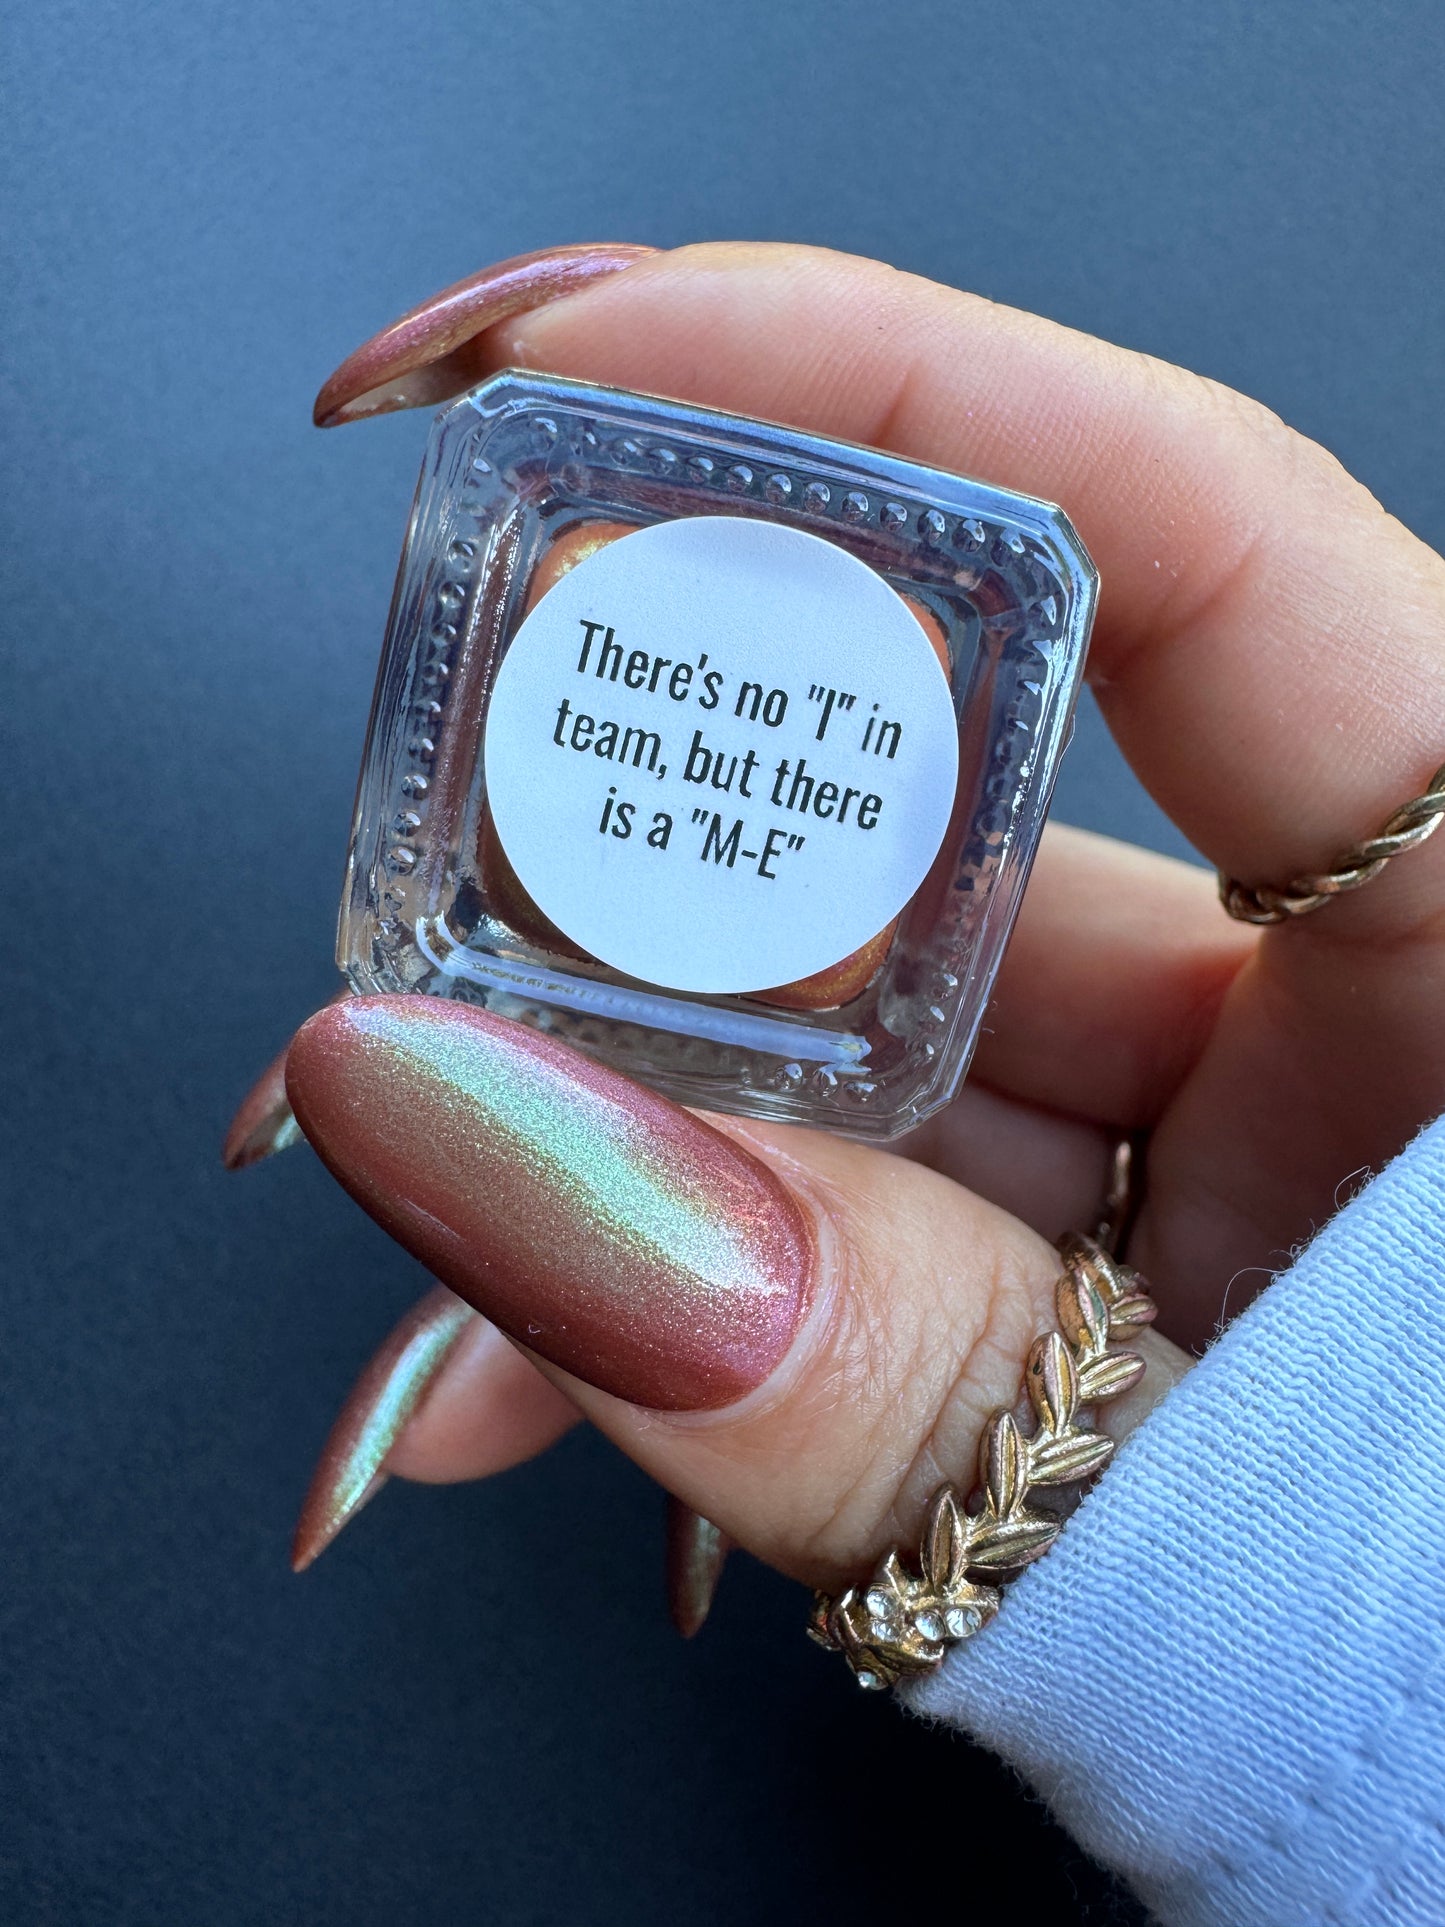 There's no "I" in
team, but there
is a "M-E"